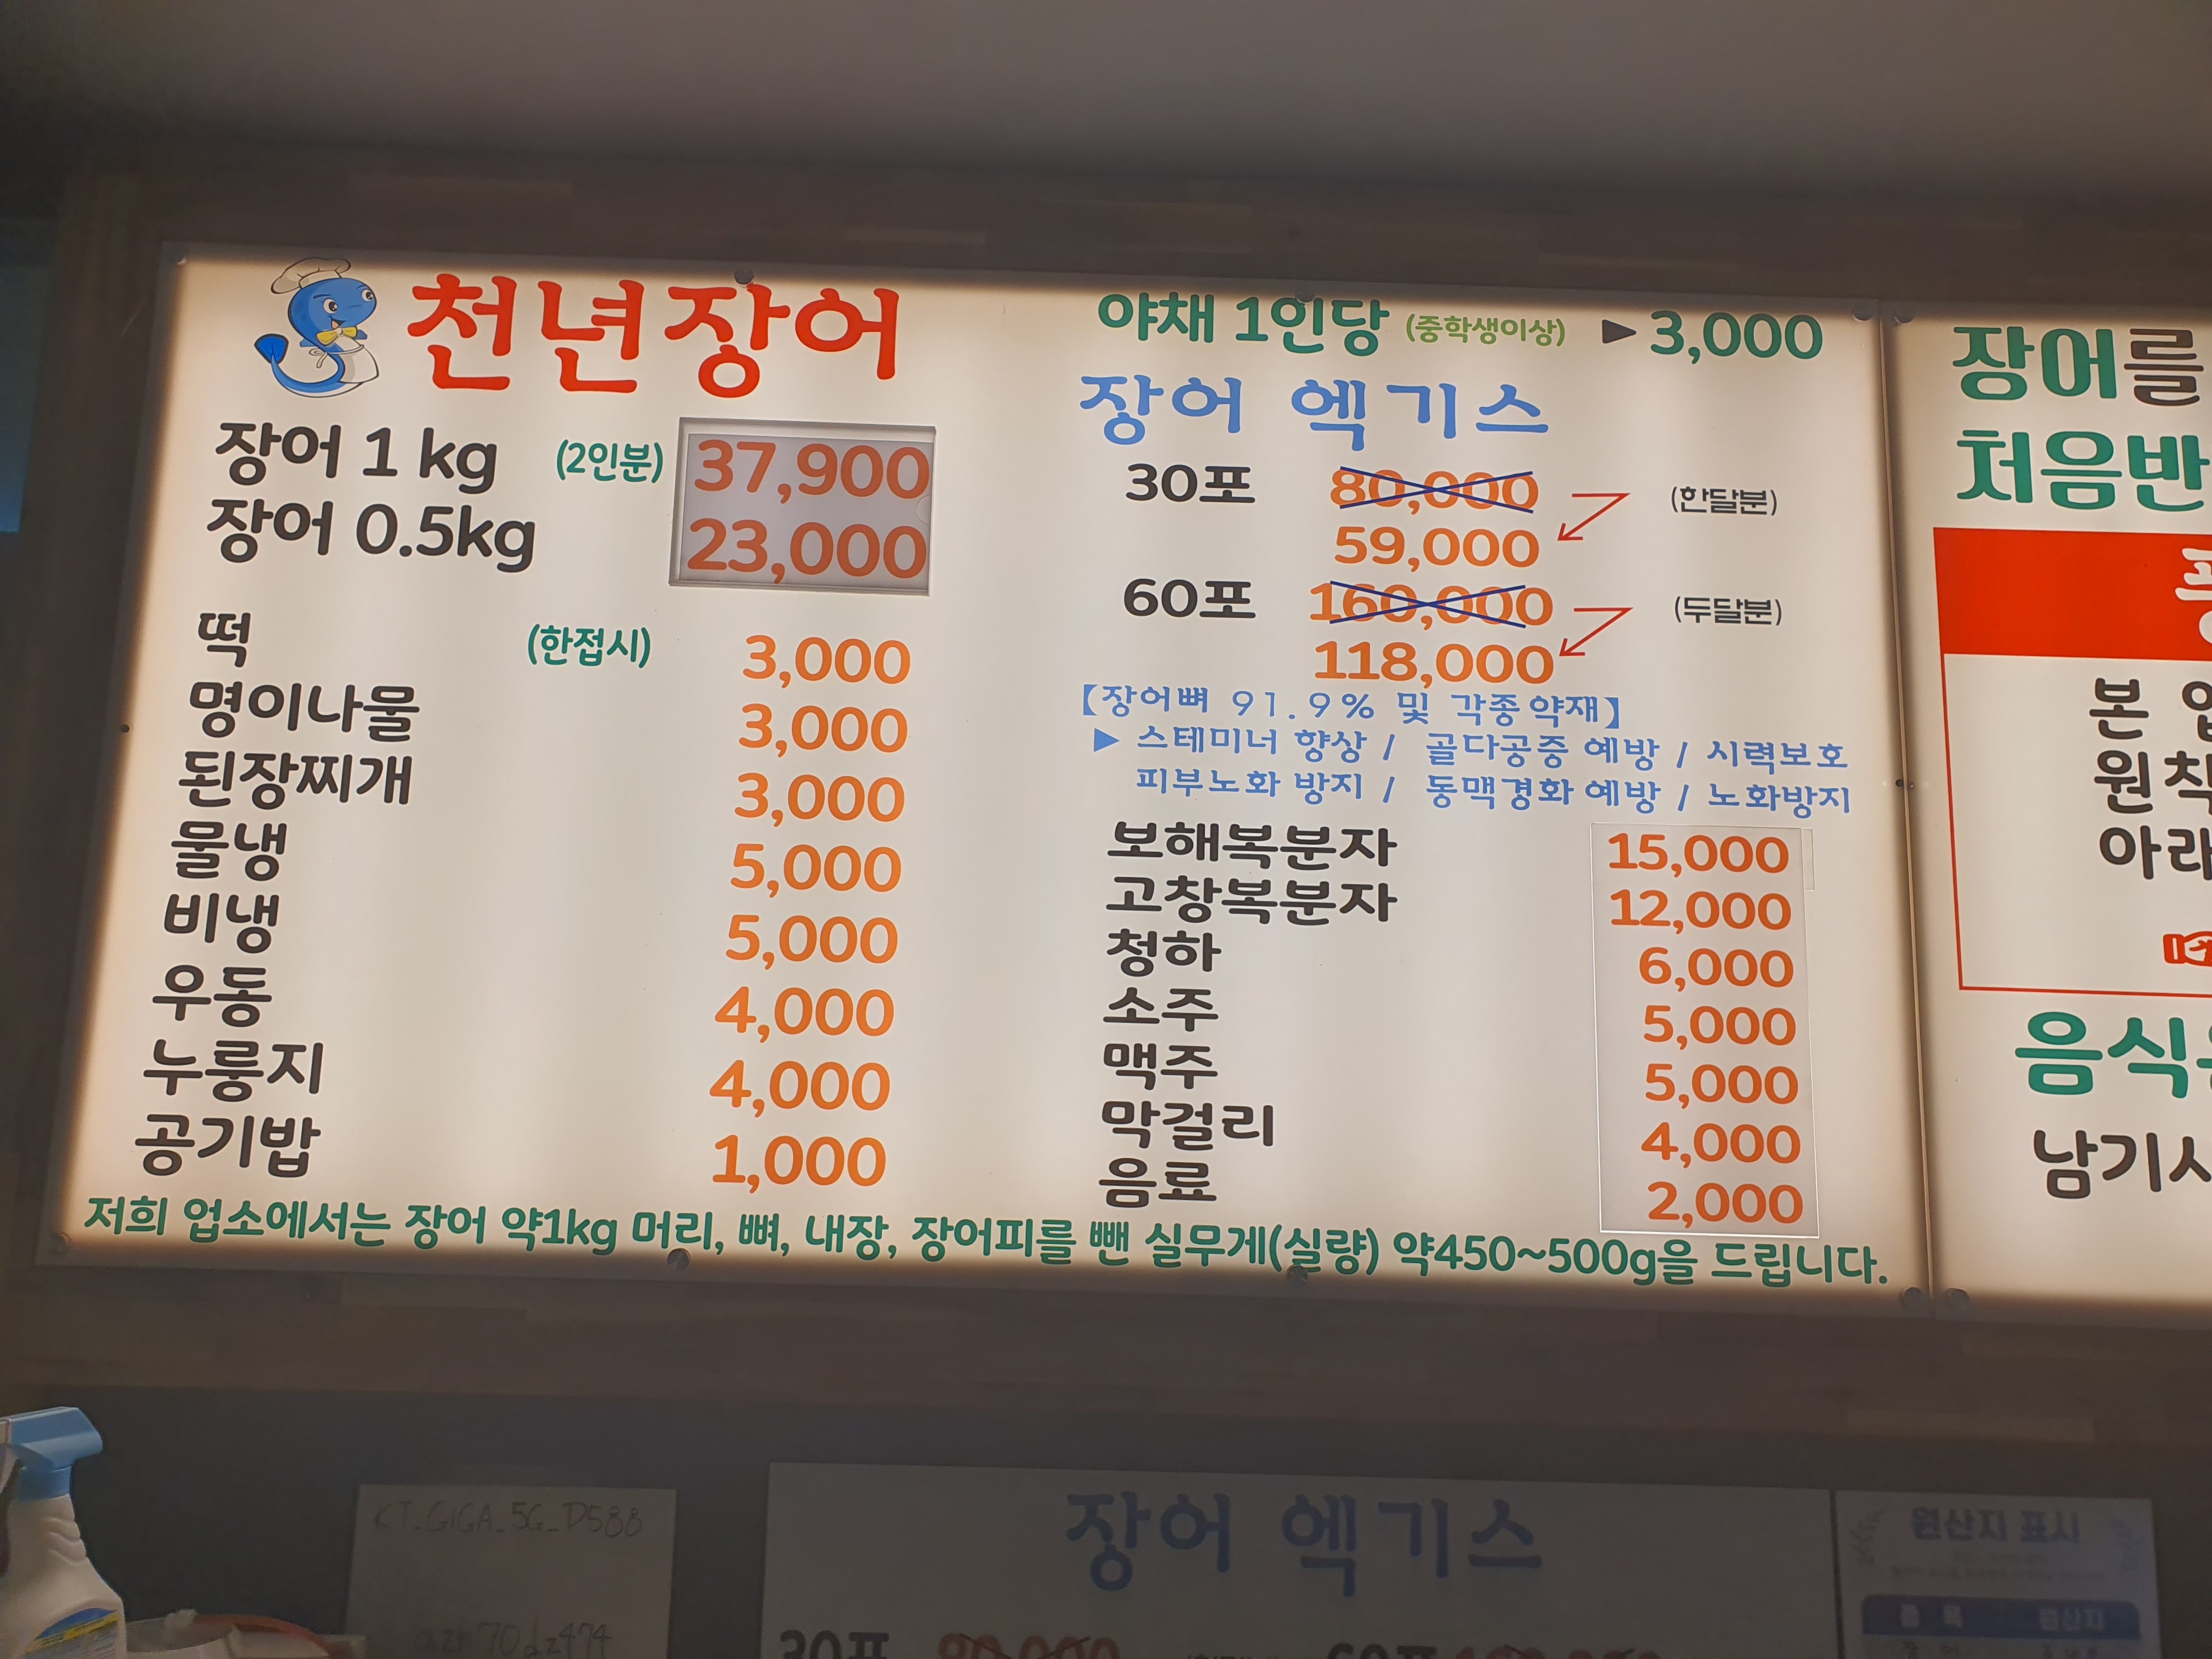 천년장어
장어 1 kg (2인분) 37,900
장어 0.5kg 23,000
떡 (한접시) 3,000
명이나물 3,000
된장찌개 3,000
물냉 5,000
비냉 5,000
우동 4,000
누룽지 4,000
공기밥 1,000
야채 1인당 (중학생이상) ▶ 3,000
장어 엑기스
30포 80,000 (한달분)
59,000
60포 160,000 (두달분)
118,000
【장어뼈 91.9% 및 각종약재】
▶ 스테미너 향상 / 골다공증 예방 / 시력보호
피부노화 방지 / 동맥경화 예방 / 노화방지
보해복분자 15,000
고창복분자 12,000
청하 6,000
소주 5,000
맥주 5,000
막걸리 4,000
음료 2,000
저희 업소에서는 장어 약1kg 머리, 뼈, 내장, 장어피를 뺀 실무게(실량) 약450~500g을 드립니다.
장어를
처음반
본
원칙
아래
음식
남기시
KT_GiGA_5G_D588
장어 엑기스
30포 80,000
원산지 표시
품목 원산지